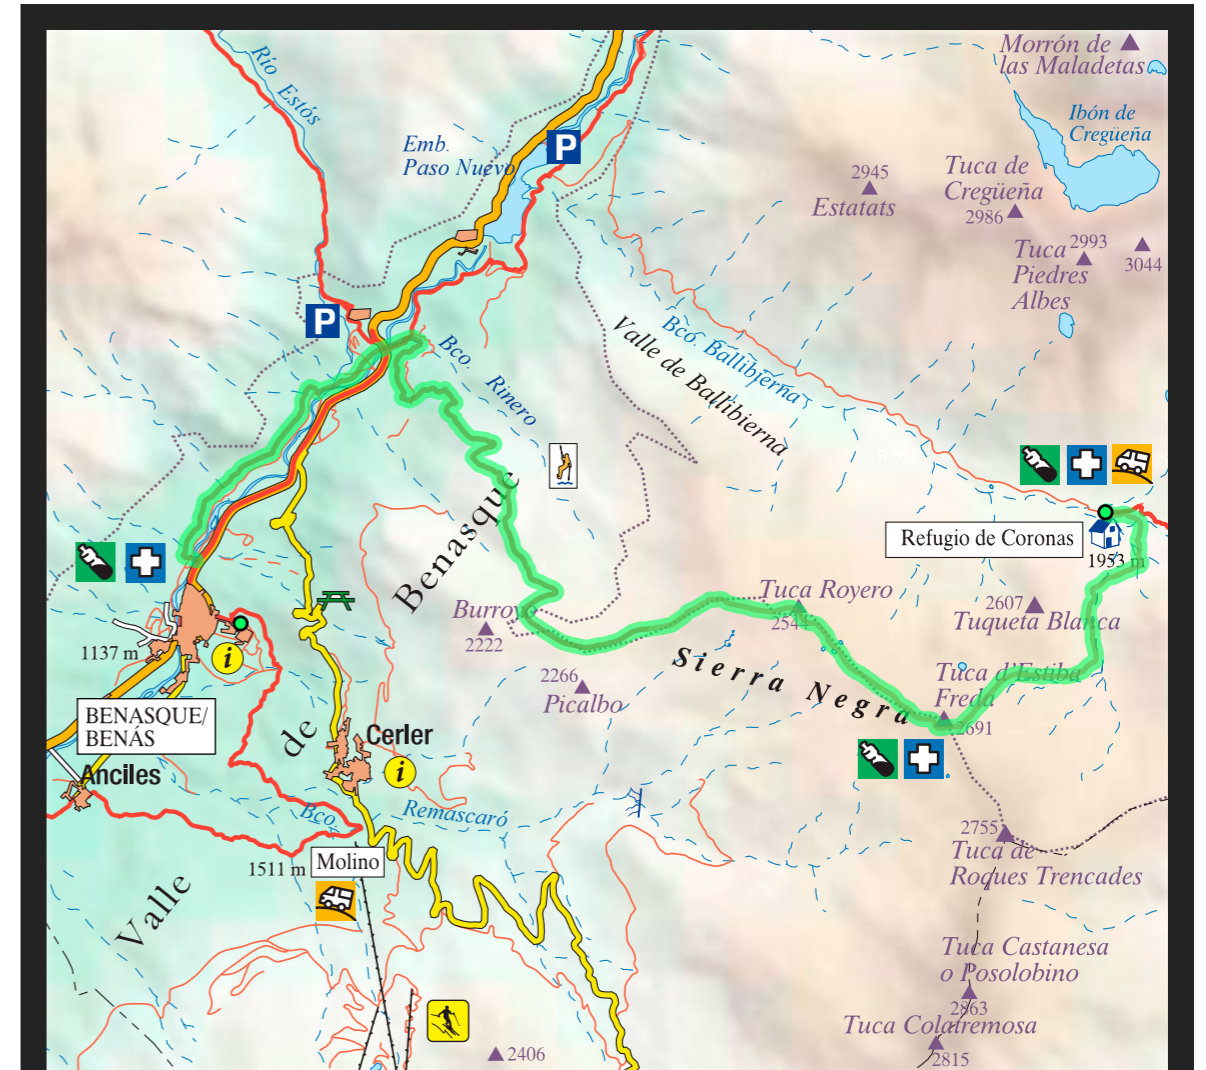 Morrón de
las Maladetas
Río
Estós
Ibón de
Cregüeña
Emb.
Paso Nuevo
P
2945
Estatats
Tuca de
Cregüeña
2986
Tuca
2993
Piedres
Albes
3044
P
Bco. Rinero
Valle de Ballibierna
Bco. Ballibierna
Benasque
Refugio de Coronas
1953 m
Burroyo
2222
Tuca Royero
2544
2607
Tuqueta Blanca
1137 m
i
2266
Picalbo
Sierra Negra
Tuca d'Estiba
Freda
2691
BENASQUE/
BENÁS
de
Cerler
i
Anciles
Bco.
Remascaró
2755
Tuca de
Roques Trencades
1511 m
Molino
Valle
Tuca Castanesa
o Posolobino
2863
Tuca Colairemosa
2815
2406